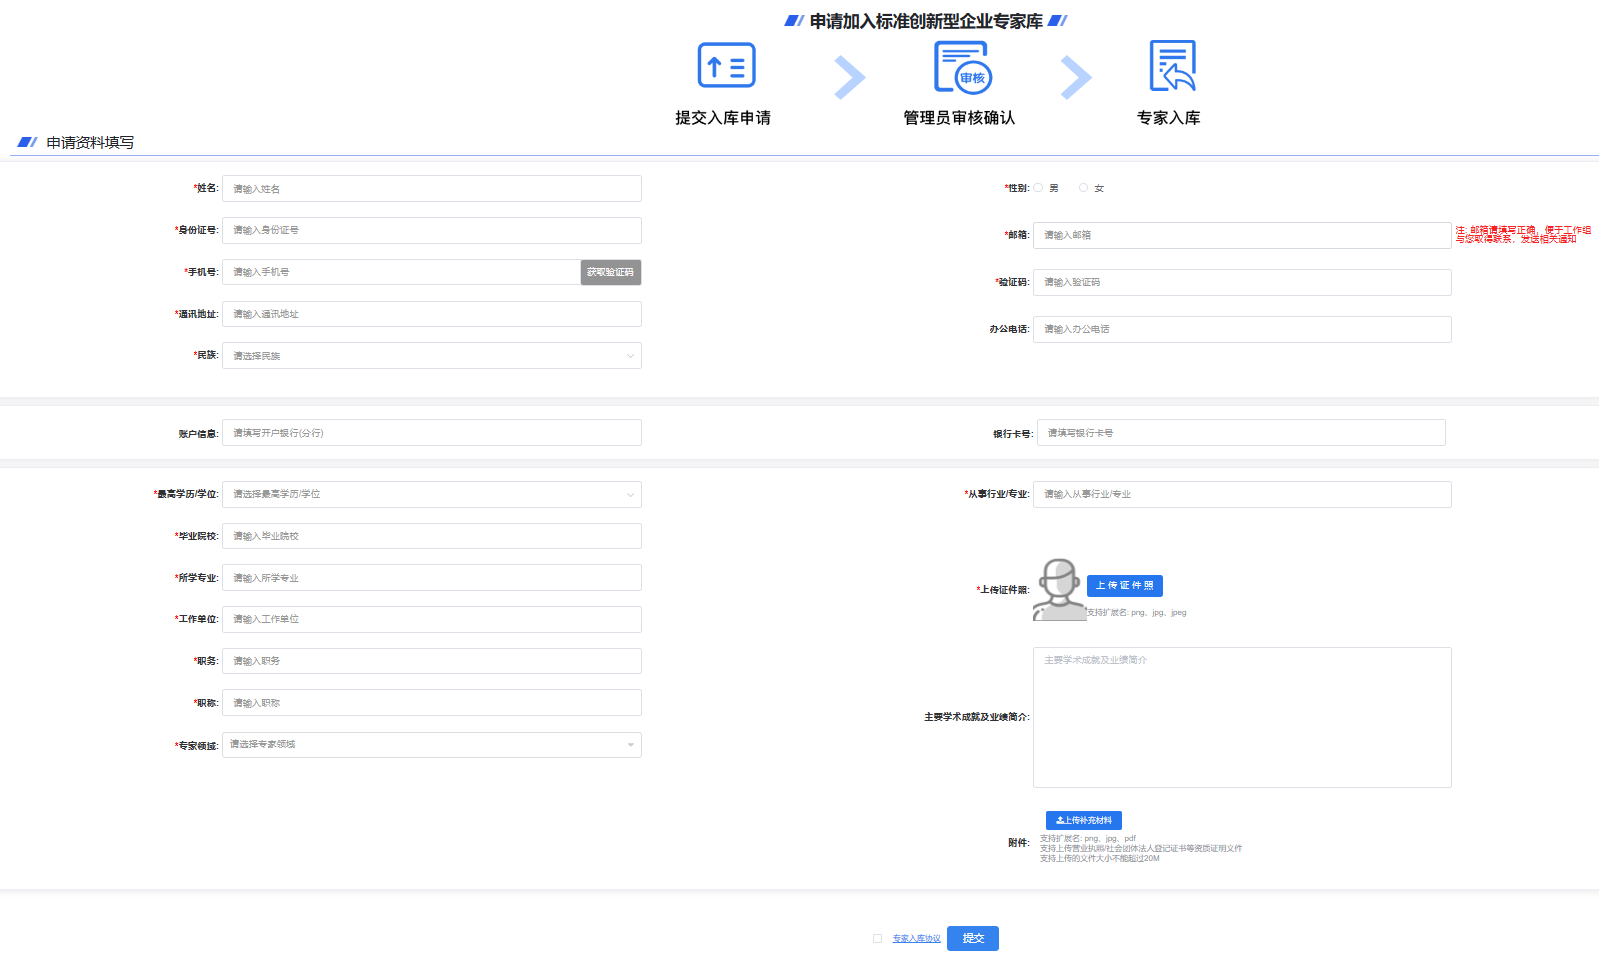 申请加入标准创新型企业专家库
审核
提交入库申请
管理员审核确认
专家入库
申请资料填写
*姓名: 请输入姓名
*性别: 男 女
*身份证号: 请输入身份证号
*邮箱: 请输入邮箱
注: 邮箱请填写正确，便于工作组
与您取得联系，发送相关通知
*手机号: 请输入手机号 获取验证码
*验证码: 请输入验证码
*通讯地址: 请输入通讯地址
办公电话: 请输入办公电话
*民族: 请选择民族
账户信息: 请填写开户银行(分行)
银行卡号: 请填写银行卡号
*最高学历/学位: 请选择最高学历/学位
*从事行业/专业: 请输入从事行业/专业
*毕业院校: 请输入毕业院校
*所学专业: 请输入所学专业
*上传证件照: 上传证件照
支持扩展名: png、jpg、jpeg
*工作单位: 请输入工作单位
*职务: 请输入职务
*职称: 请输入职称
*专家领域: 请选择专家领域
主要学术成就及业绩简介: 主要学术成就及业绩简介
附件: 上传补充材料
支持扩展名: png、jpg、pdf
支持上传营业执照/社会团体法人登记证书等资质证明文件
支持上传的文件大小不能超过20M
专家入库协议 提交